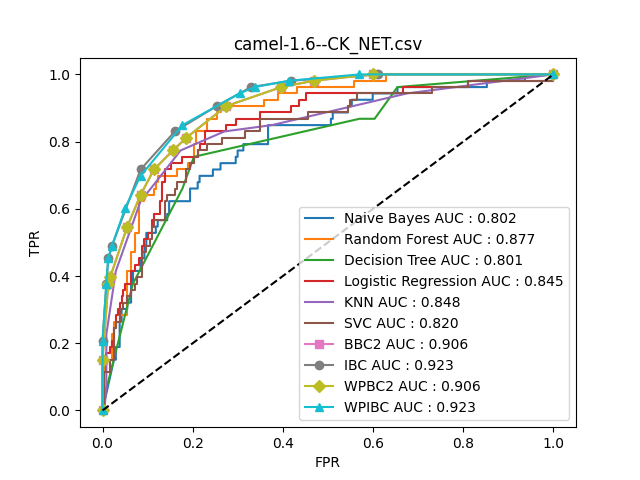 camel-1.6--CK_NET.csv
TPR
1.0
0.8
0.6
0.4
0.2
0.0
Naive Bayes AUC : 0.802
Random Forest AUC : 0.877
Decision Tree AUC : 0.801
Logistic Regression AUC : 0.845
KNN AUC : 0.848
SVC AUC : 0.820
BBC2 AUC : 0.906
IBC AUC : 0.923
WPBC2 AUC : 0.906
WPIBC AUC : 0.923
0.0 0.2 0.4 0.6 0.8 1.0
FPR